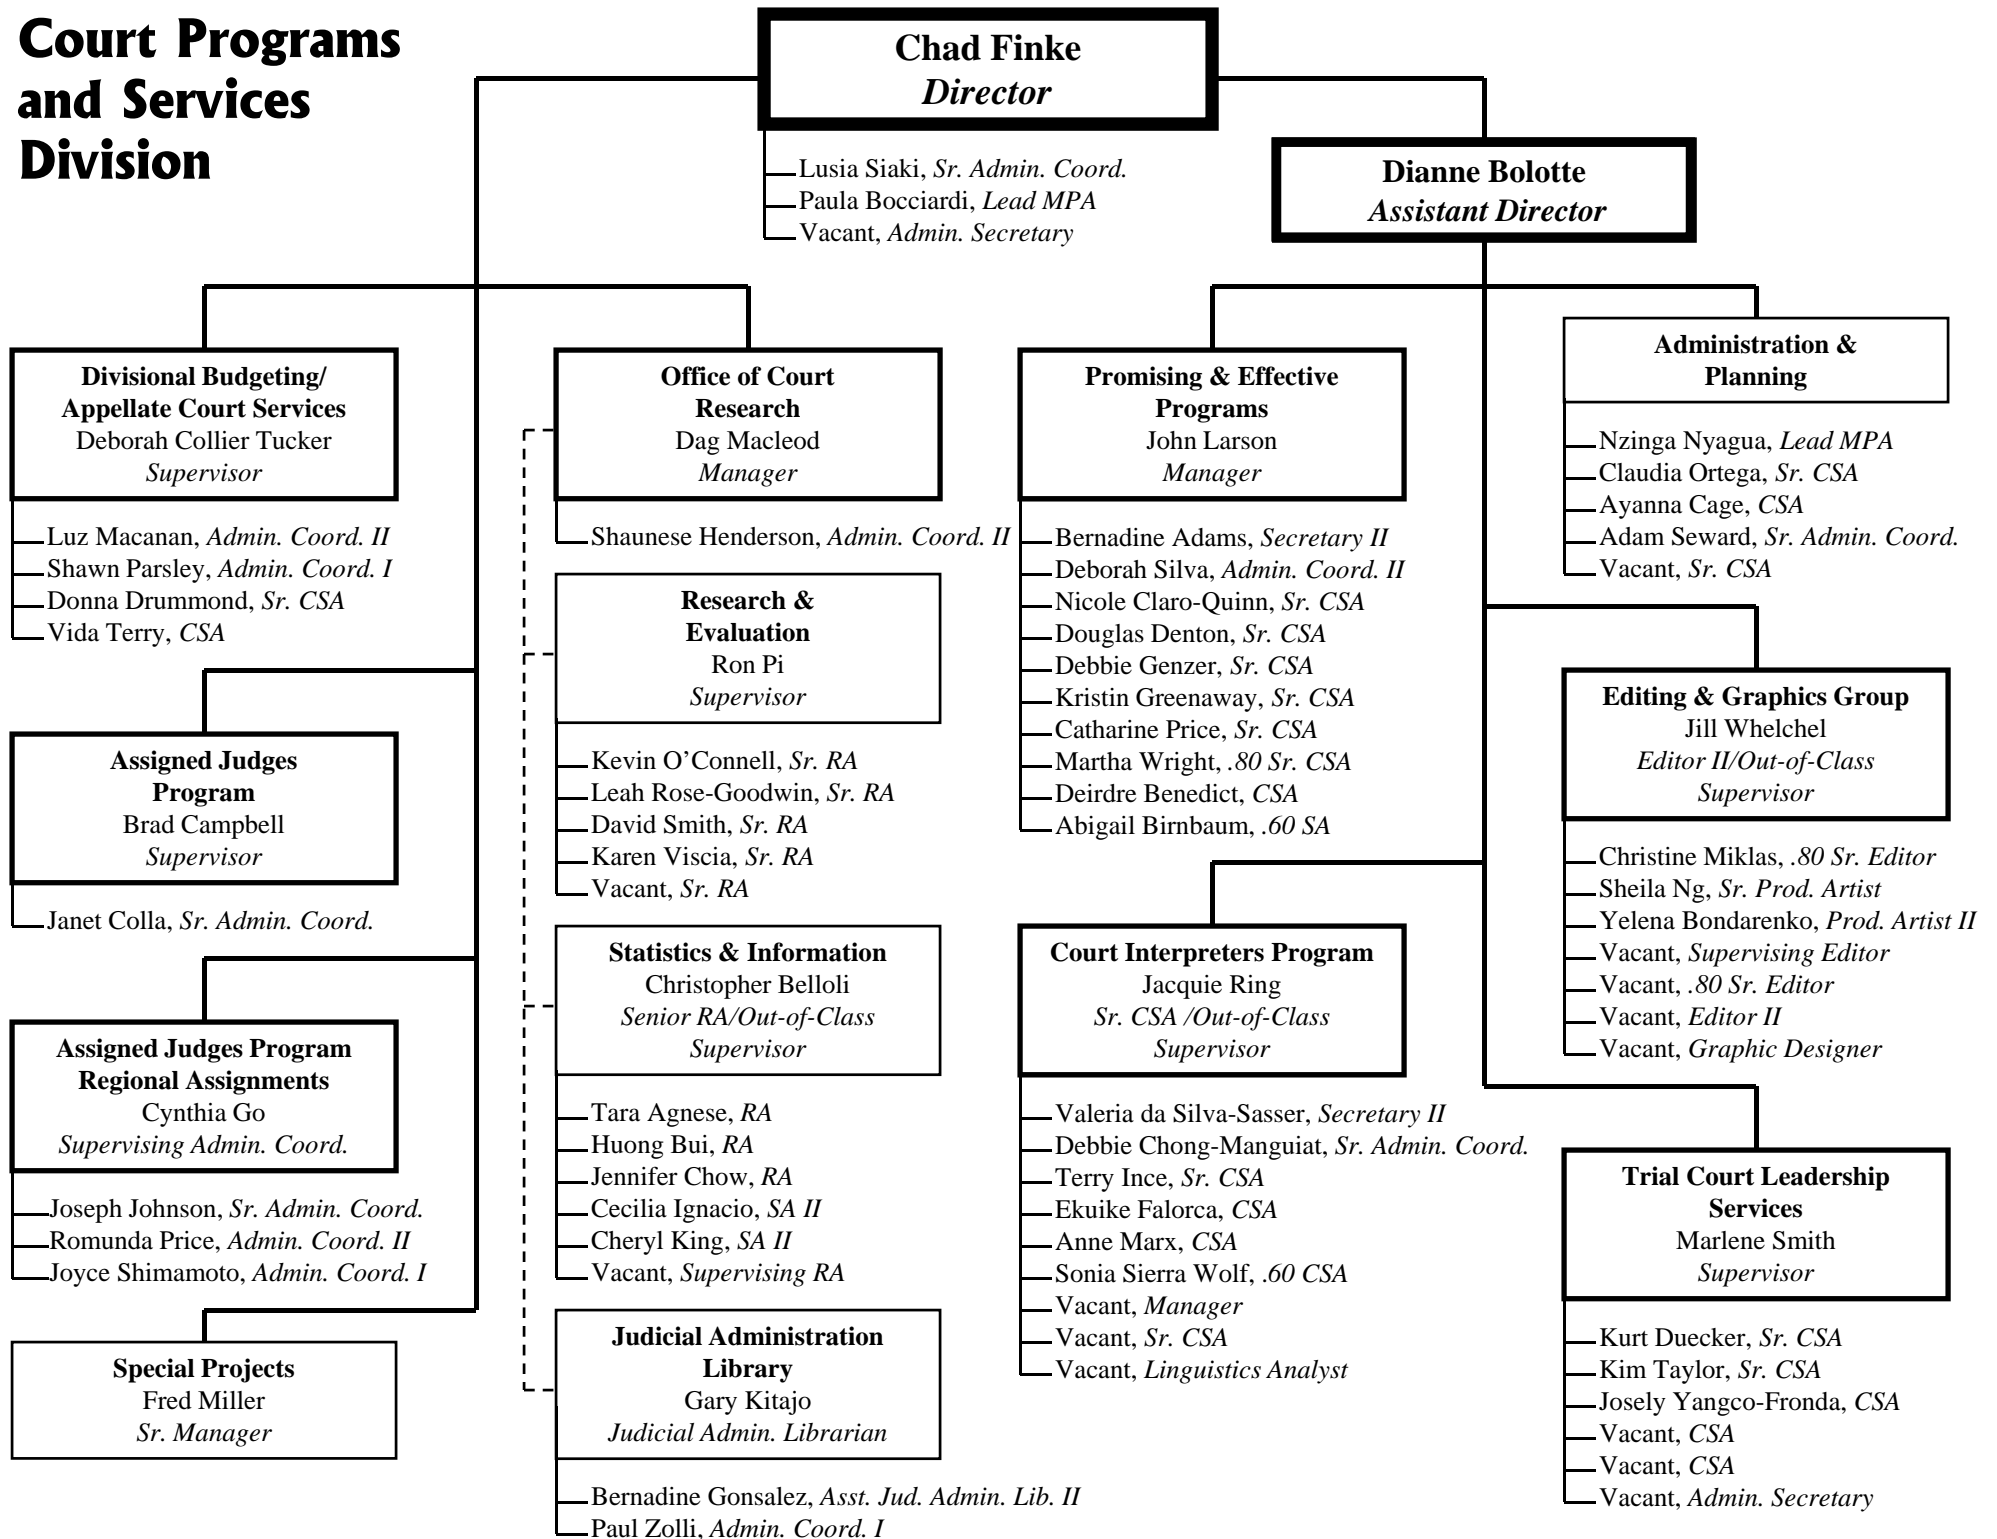 Court Programs
and Services
Division
Chad Finke
Director
Lusia Siaki, Sr. Admin. Coord.
Paula Bocciardi, Lead MPA
Vacant, Admin. Secretary
Dianne Bolotte
Assistant Director
Divisional Budgeting/
Appellate Court Services
Deborah Collier Tucker
Supervisor
Luz Macanan, Admin. Coord. II
Shawn Parsley, Admin. Coord. I
Donna Drummond, Sr. CSA
Vida Terry, CSA
Assigned Judges
Program
Brad Campbell
Supervisor
Janet Colla, Sr. Admin. Coord.
Assigned Judges Program
Regional Assignments
Cynthia Go
Supervising Admin. Coord.
Joseph Johnson, Sr. Admin. Coord.
Romunda Price, Admin. Coord. II
Joyce Shimamoto, Admin. Coord. I
Special Projects
Fred Miller
Sr. Manager
Office of Court
Research
Dag Macleod
Manager
Shaunese Henderson, Admin. Coord. II
Research &
Evaluation
Ron Pi
Supervisor
Kevin O’Connell, Sr. RA
Leah Rose-Goodwin, Sr. RA
David Smith, Sr. RA
Karen Viscia, Sr. RA
Vacant, Sr. RA
Statistics & Information
Christopher Belloli
Senior RA/Out-of-Class
Supervisor
Tara Agnese, RA
Huong Bui, RA
Jennifer Chow, RA
Cecilia Ignacio, SA II
Cheryl King, SA II
Vacant, Supervising RA
Judicial Administration
Library
Gary Kitajo
Judicial Admin. Librarian
Bernadine Gonsalez, Asst. Jud. Admin. Lib. II
Paul Zolli, Admin. Coord. I
Promising & Effective
Programs
John Larson
Manager
Bernadine Adams, Secretary II
Deborah Silva, Admin. Coord. II
Nicole Claro-Quinn, Sr. CSA
Douglas Denton, Sr. CSA
Debbie Genzer, Sr. CSA
Kristin Greenaway, Sr. CSA
Catharine Price, Sr. CSA
Martha Wright, .80 Sr. CSA
Deirdre Benedict, CSA
Abigail Birnbaum, .60 SA
Court Interpreters Program
Jacquie Ring
Sr. CSA /Out-of-Class
Supervisor
Valeria da Silva-Sasser, Secretary II
Debbie Chong-Manguiat, Sr. Admin. Coord.
Terry Ince, Sr. CSA
Ekuike Falorca, CSA
Anne Marx, CSA
Sonia Sierra Wolf, .60 CSA
Vacant, Manager
Vacant, Sr. CSA
Vacant, Linguistics Analyst
Administration &
Planning
Nzinga Nyagua, Lead MPA
Claudia Ortega, Sr. CSA
Ayanna Cage, CSA
Adam Seward, Sr. Admin. Coord.
Vacant, Sr. CSA
Editing & Graphics Group
Jill Whelchel
Editor II/Out-of-Class
Supervisor
Christine Miklas, .80 Sr. Editor
Sheila Ng, Sr. Prod. Artist
Yelena Bondarenko, Prod. Artist II
Vacant, Supervising Editor
Vacant, .80 Sr. Editor
Vacant, Editor II
Vacant, Graphic Designer
Trial Court Leadership
Services
Marlene Smith
Supervisor
Kurt Duecker, Sr. CSA
Kim Taylor, Sr. CSA
Josely Yangco-Fronda, CSA
Vacant, CSA
Vacant, CSA
Vacant, Admin. Secretary